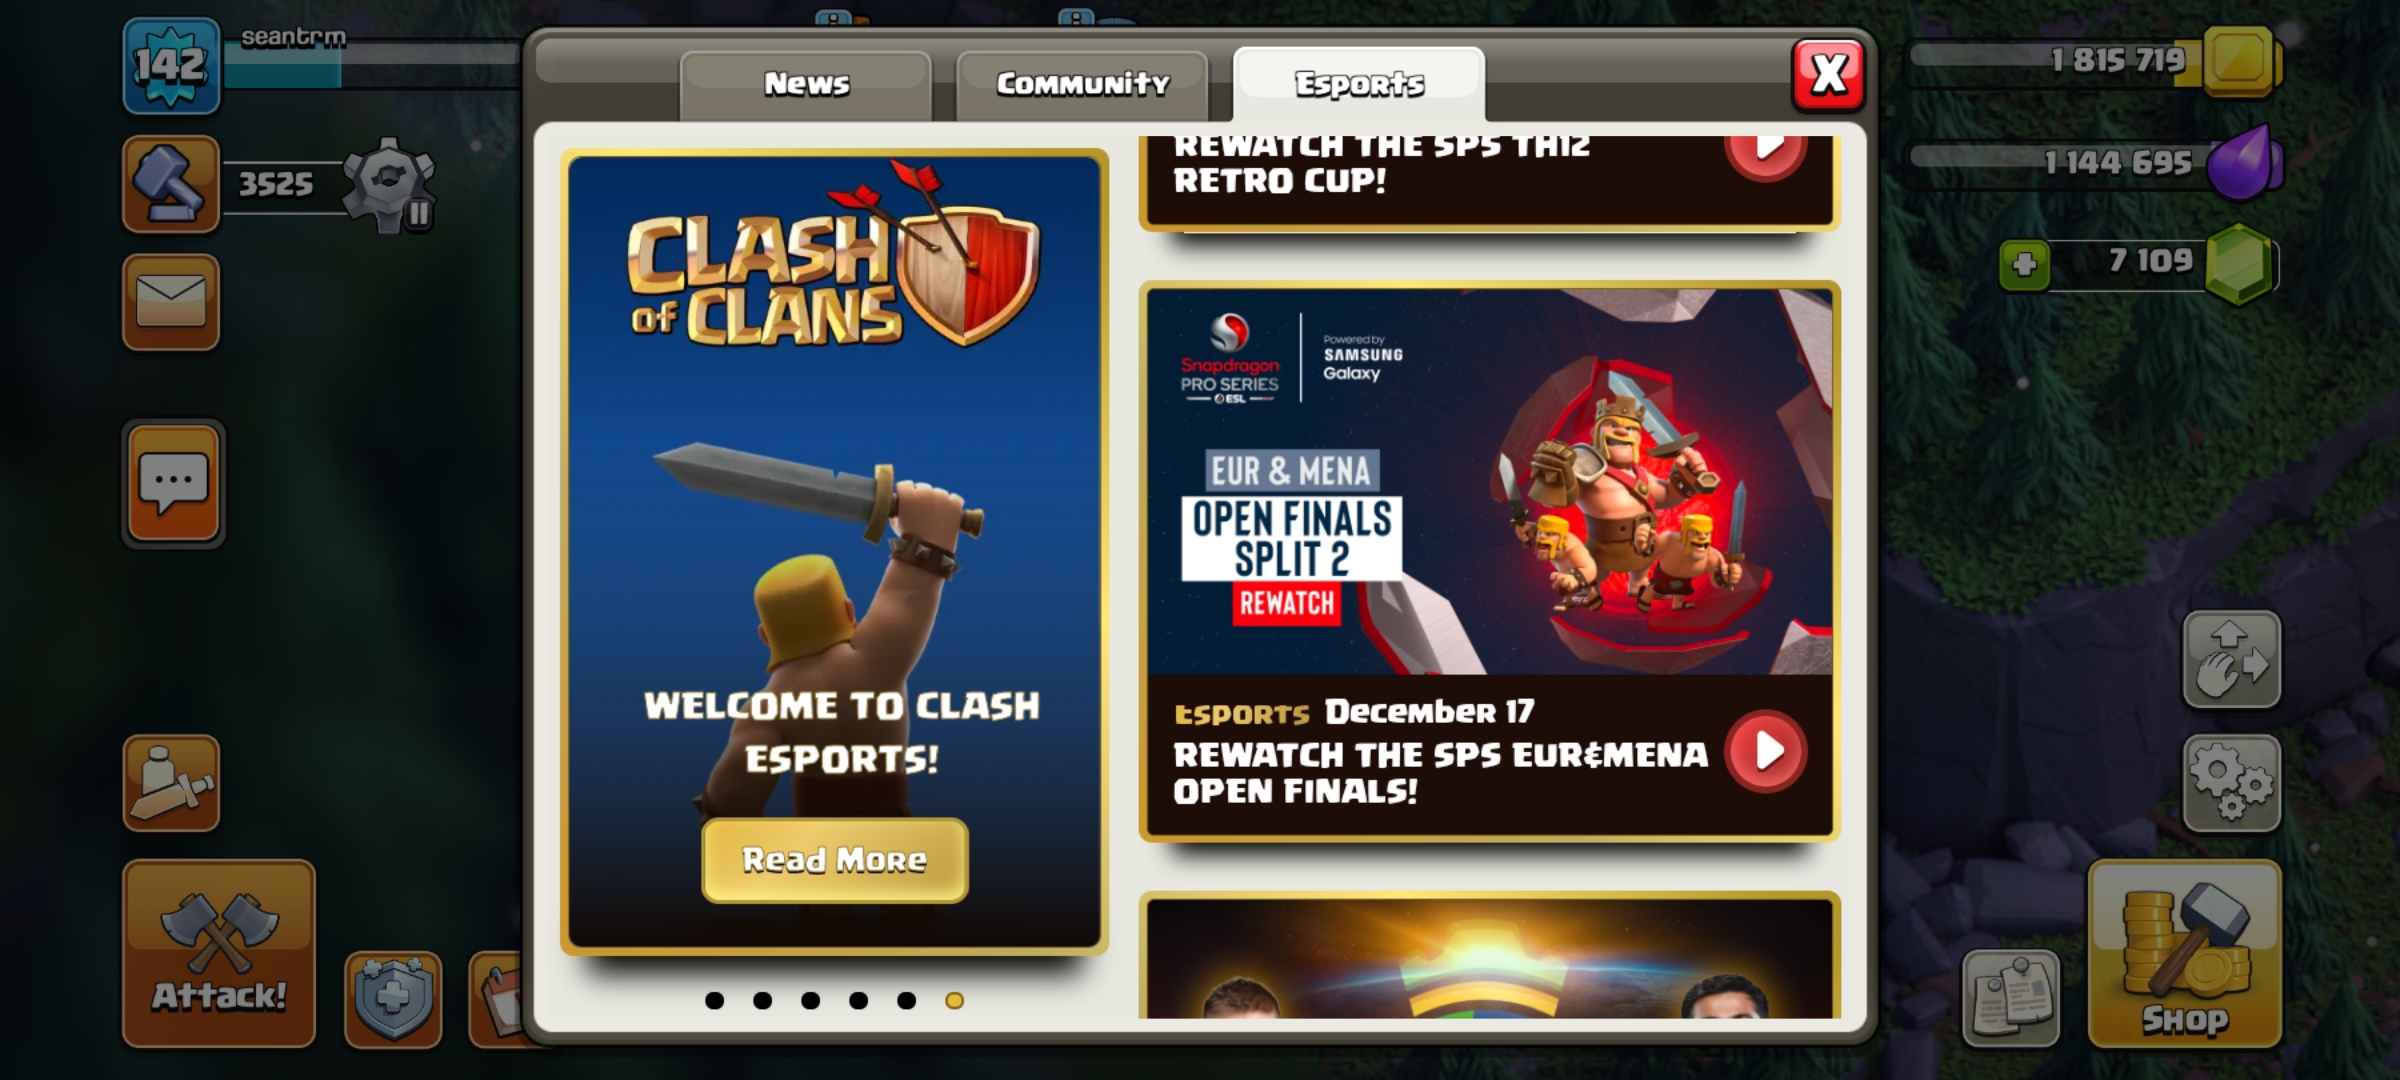 142
seantrm
3525
Attack!
News
Community
Esports
X
CLASH
OF CLANS
WELCOME TO CLASH
ESPORTS!
Read More
REWATCH THE SPS TH12
RETRO CUP!
Snapdragon
PRO SERIES
ESL
Powered by
SAMSUNG
Galaxy
EUR & MENA
OPEN FINALS
SPLIT 2
REWATCH
ESPORTS December 17
REWATCH THE SPS EUR&MENA
OPEN FINALS!
1 815 719
1 144 695
7 109
Shop